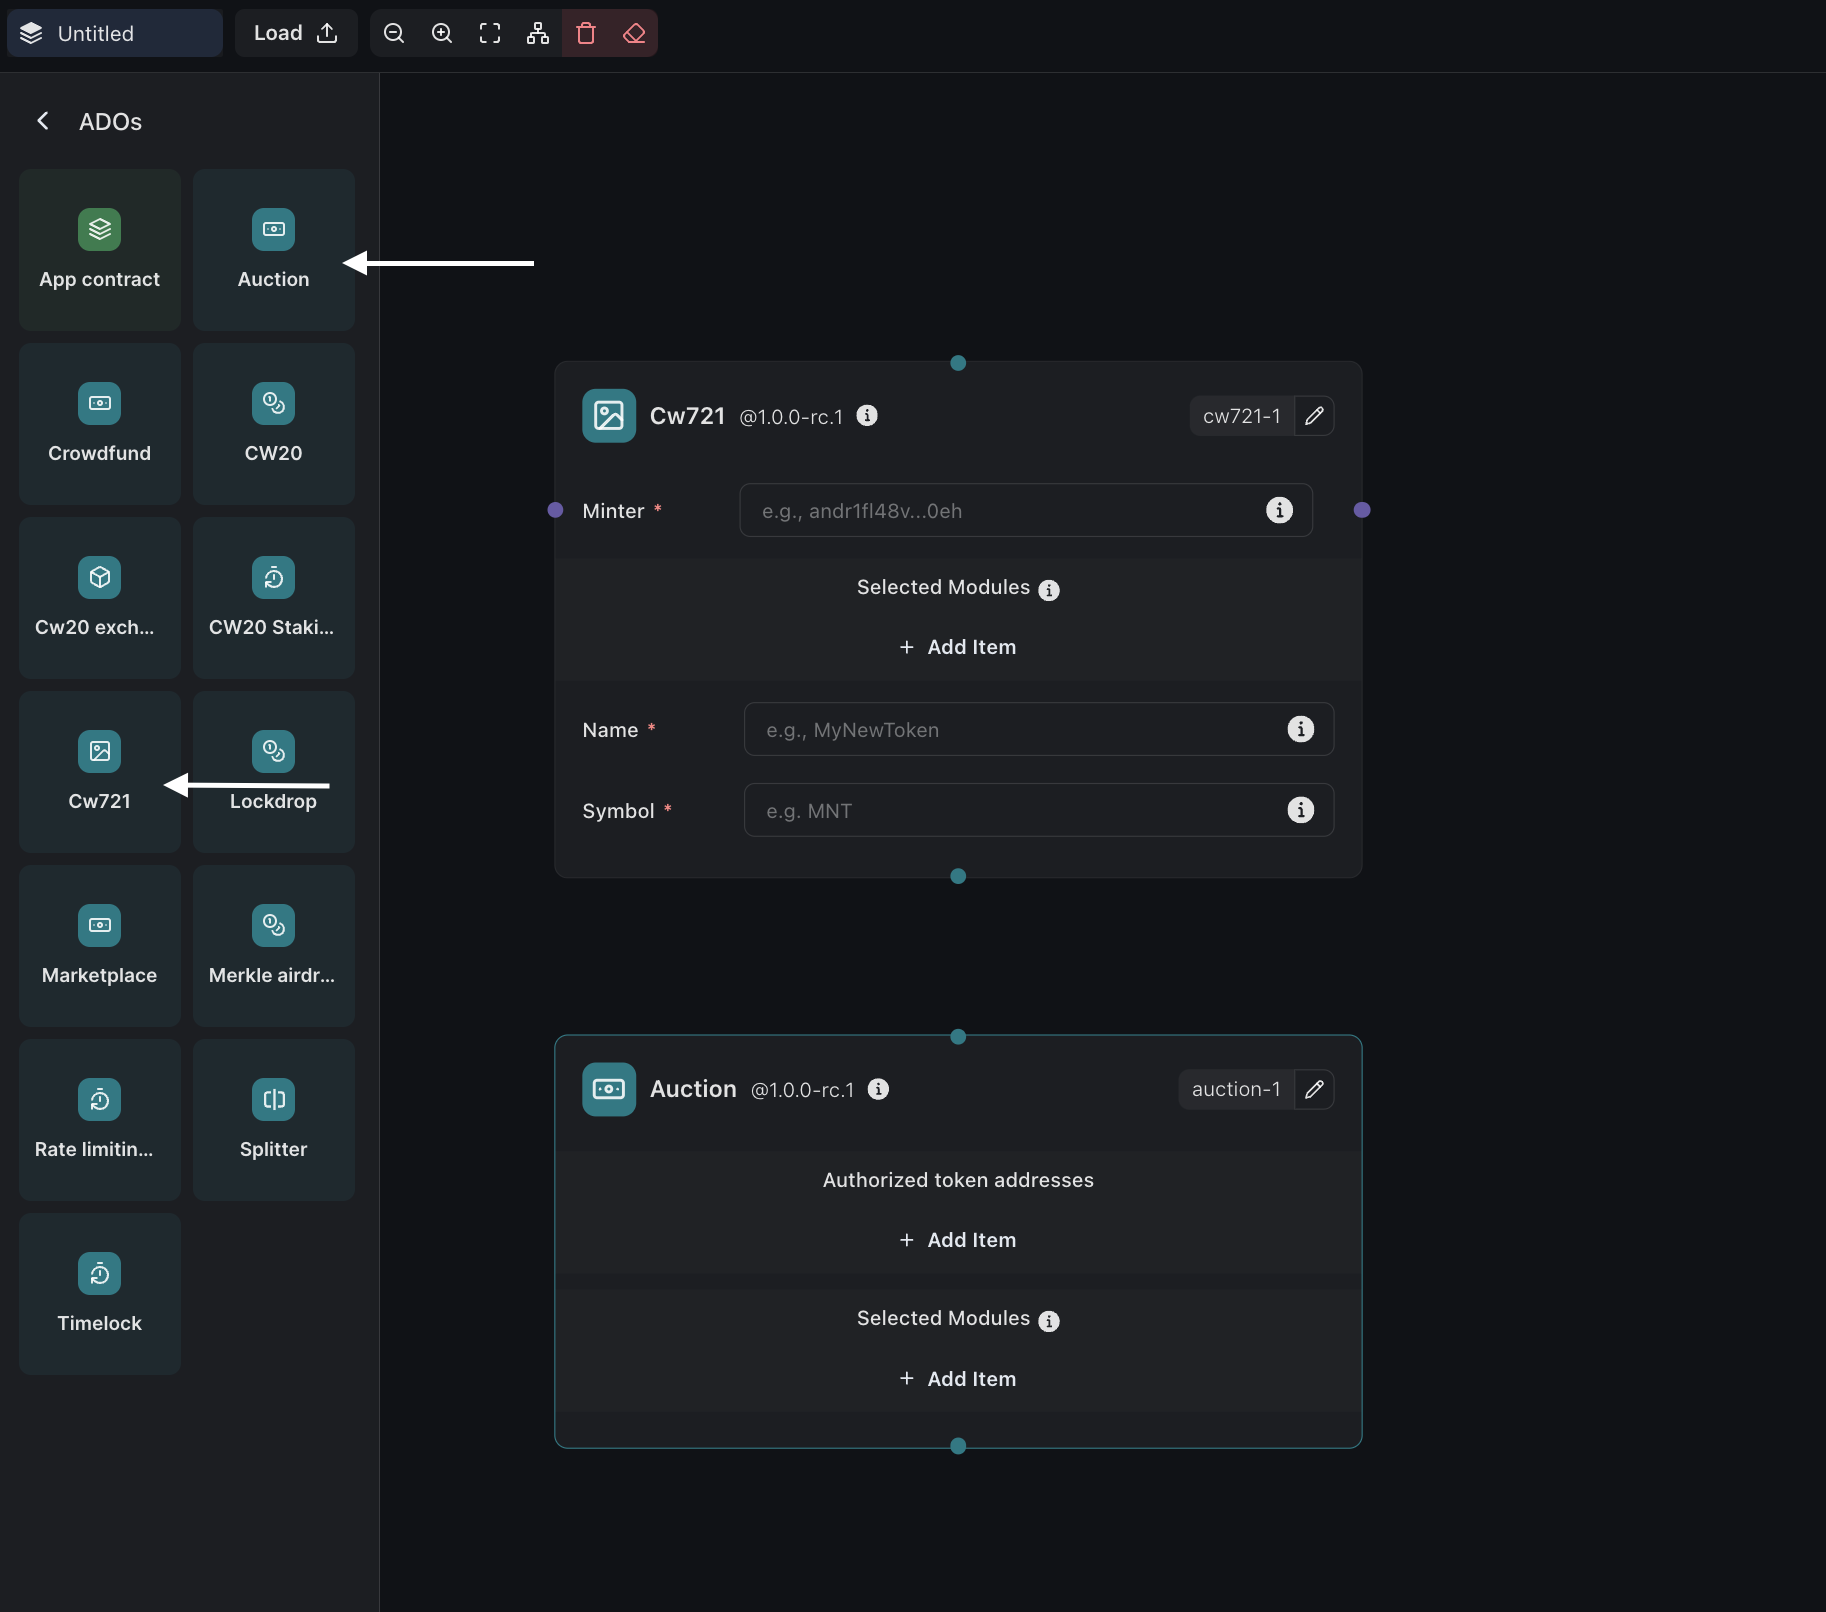 Untitled
Load
ADOs
App contract
Auction
Crowdfund
CW20
Cw20 exch...
CW20 Staki...
Cw721
Lockdrop
Marketplace
Merkle airdr...
Rate limitin...
Splitter
Timelock
Cw721 @1.0.0-rc.1
cw721-1
Minter *
e.g., andr1fl48v...0eh
Selected Modules
+ Add Item
Name *
e.g., MyNewToken
Symbol *
e.g. MNT
Auction @1.0.0-rc.1
auction-1
Authorized token addresses
+ Add Item
Selected Modules
+ Add Item